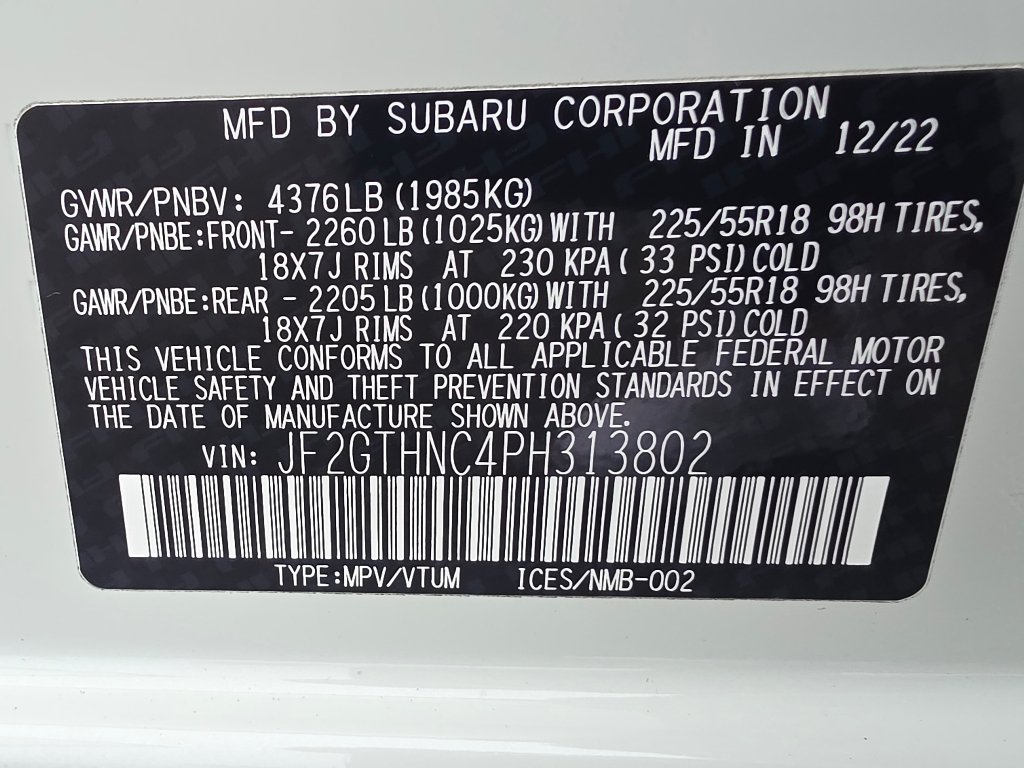 MFD BY SUBARU CORPORATION
MFD IN 12/22
GVWR/PNBV: 4376LB (1985KG)
GAWR/PNBE:FRONT- 2260LB (1025KG) WITH 225/55R18 98H TIRES,
18X7J RIMS AT 230 KPA ( 33 PSI) COLD
GAWR/PNBE:REAR - 2205LB (1000KG) WITH 225/55R18 98H TIRES,
18X7J RIMS AT 220 KPA ( 32 PSI) COLD
THIS VEHICLE CONFORMS TO ALL APPLICABLE FEDERAL MOTOR
VEHICLE SAFETY AND THEFT PREVENTION STANDARDS IN EFFECT ON
THE DATE OF MANUFACTURE SHOWN ABOVE.
VIN: JF2GTHNC4PH313802
TYPE:MPV/VTUM ICES/NMB-002